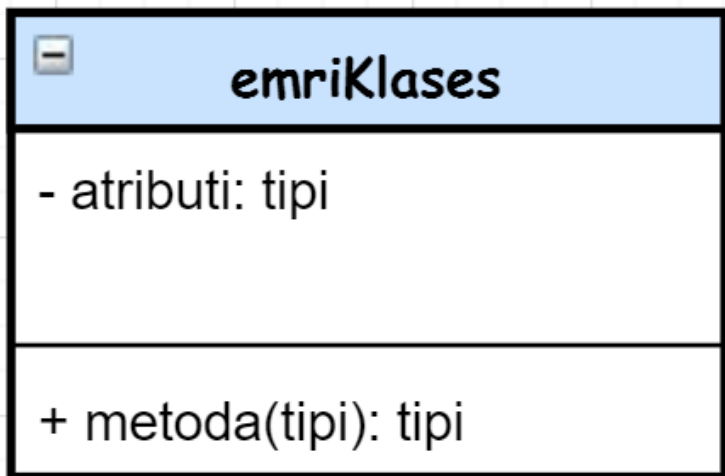 emriKlases
- atributi: tipi
+ metoda(tipi): tipi